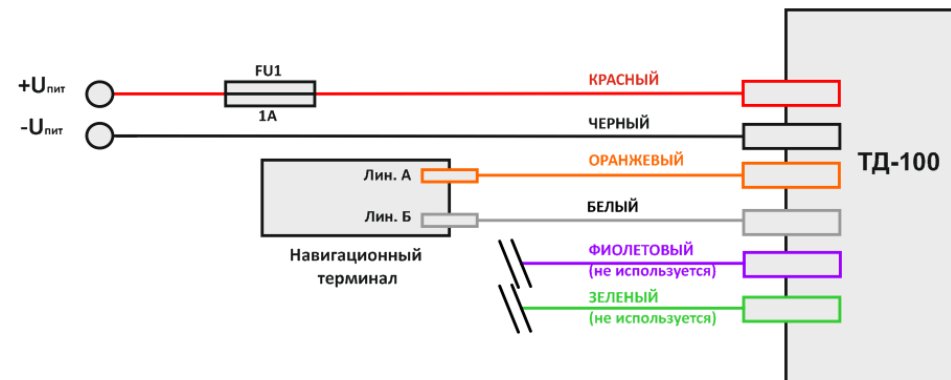 FU1
+Uпит
1А
-Uпит
КРАСНЫЙ
ЧЕРНЫЙ
ОРАНЖЕВЫЙ
ТД-100
Лин. А
Лин. Б
БЕЛЫЙ
Навигационный
терминал
ФИОЛЕТОВЫЙ
(не используется)
ЗЕЛЕНЫЙ
(не используется)